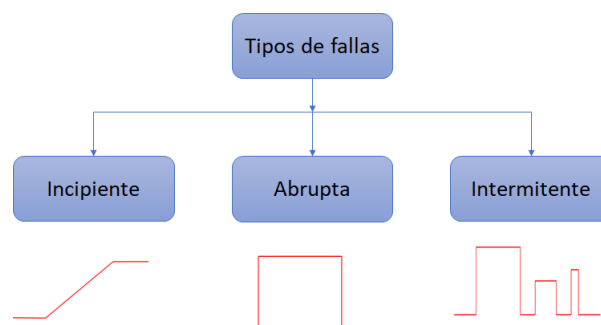 Tipos de fallas
Incipiente
Abrupta
Intermitente